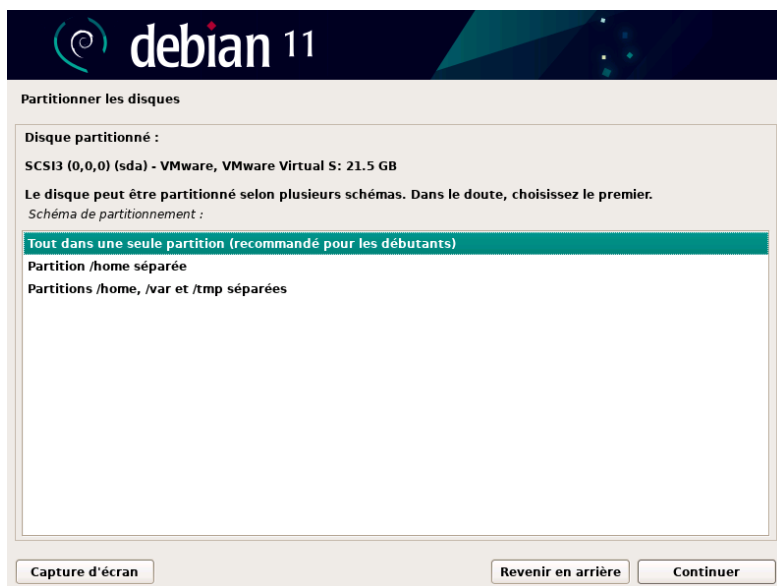 debian 11
Partitionner les disques
Disque partitionné :
SCSI3 (0,0,0) (sda) - VMware, VMware Virtual S: 21.5 GB
Le disque peut être partitionné selon plusieurs schémas. Dans le doute, choisissez le premier.
Schéma de partitionnement :
Tout dans une seule partition (recommandé pour les débutants)
Partition /home séparée
Partitions /home, /var et /tmp séparées
Capture d'écran
Revenir en arrière
Continuer